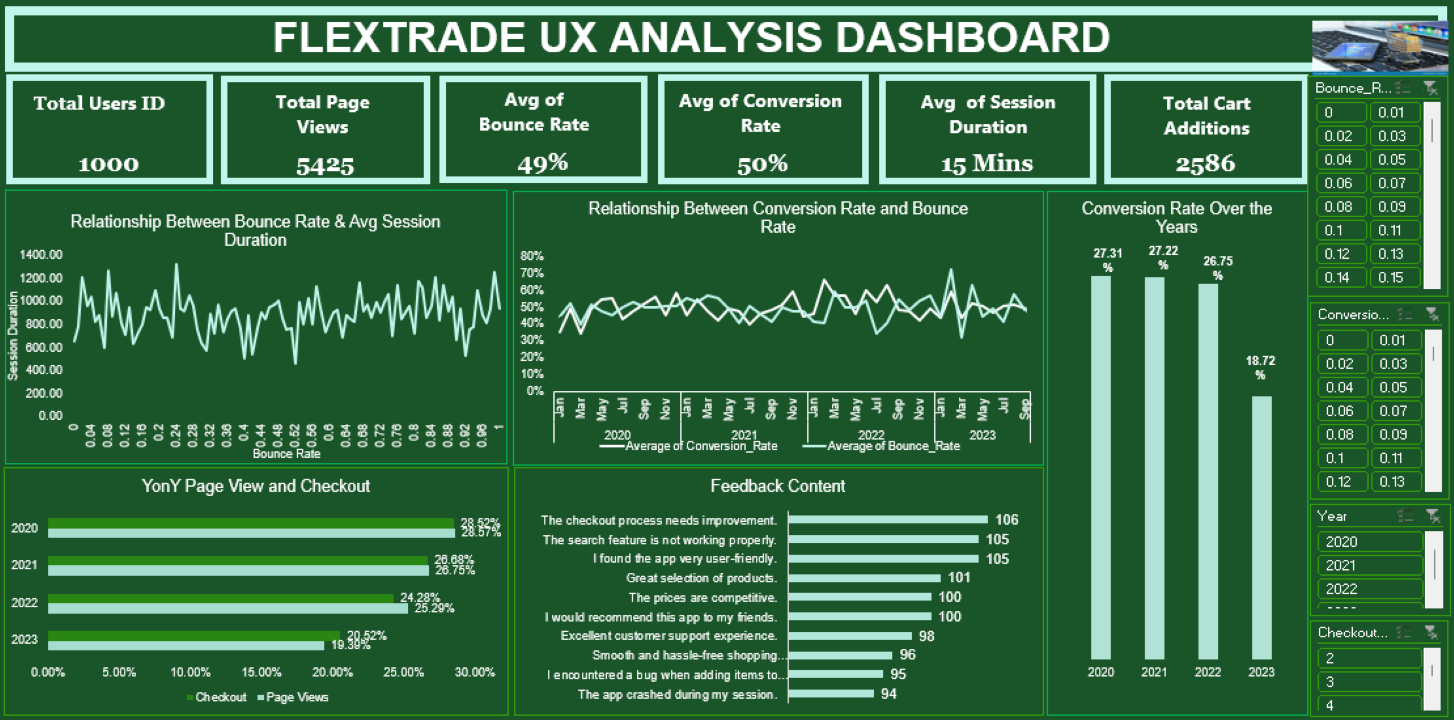 FLEXTRADE UX ANALYSIS DASHBOARD
Total Users ID
1000
Total Page
Views
5425
Avg of
Bounce Rate
49%
Avg of Conversion
Rate
50%
Avg of Session
Duration
15 Mins
Total Cart
Additions
2586
Relationship Between Bounce Rate & Avg Session
Duration
Session Duration
1400.00
1200.00
1000.00
800.00
600.00
400.00
200.00
0.00
0 0.04 0.08 0.12 0.16 0.2 0.24 0.28 0.32 0.36 0.4 0.44 0.48 0.52 0.56 0.6 0.64 0.68 0.72 0.76 0.8 0.84 0.88 0.92 0.96 1
Bounce Rate
Relationship Between Conversion Rate and Bounce
Rate
80%
70%
60%
50%
40%
30%
20%
10%
0%
Jan Mar May Jul Sep Nov Jan Mar May Jul Sep Nov Jan Mar May Jul Sep Nov Jan Mar May Jul Sep
2020 2021 2022 2023
Average of Conversion_Rate Average of Bounce_Rate
Conversion Rate Over the
Years
27.31
%
27.22
%
26.75
%
18.72
%
2020 2021 2022 2023
YonY Page View and Checkout
2020
28.52%
28.57%
2021
26.68%
26.75%
2022
24.28%
25.29%
2023
20.52%
19.39%
0.00% 5.00% 10.00% 15.00% 20.00% 25.00% 30.00%
Checkout Page Views
Feedback Content
The checkout process needs improvement. 106
The search feature is not working properly. 105
I found the app very user-friendly. 105
Great selection of products. 101
The prices are competitive. 100
I would recommend this app to my friends. 100
Excellent customer support experience. 98
Smooth and hassle-free shopping... 96
I encountered a bug when adding items to... 95
The app crashed during my session. 94
Bounce_R...
0 0.01
0.02 0.03
0.04 0.05
0.06 0.07
0.08 0.09
0.1 0.11
0.12 0.13
0.14 0.15
Conversio...
0 0.01
0.02 0.03
0.04 0.05
0.06 0.07
0.08 0.09
0.1 0.11
0.12 0.13
Year
2020
2021
2022
Checkout...
2
3
4